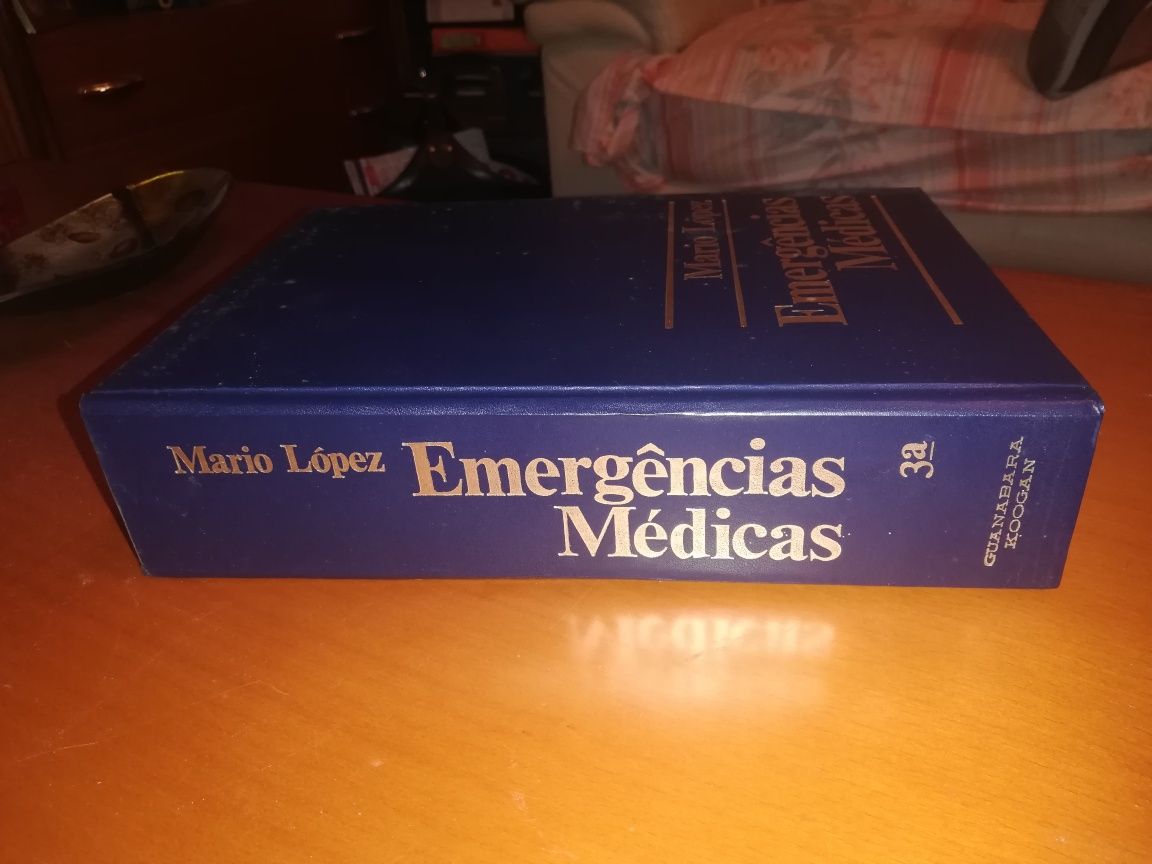 Mario López
Emergências
Médicas
Mario López
Emergências
Médicas
3ª
GUANABARA
KOOGAN